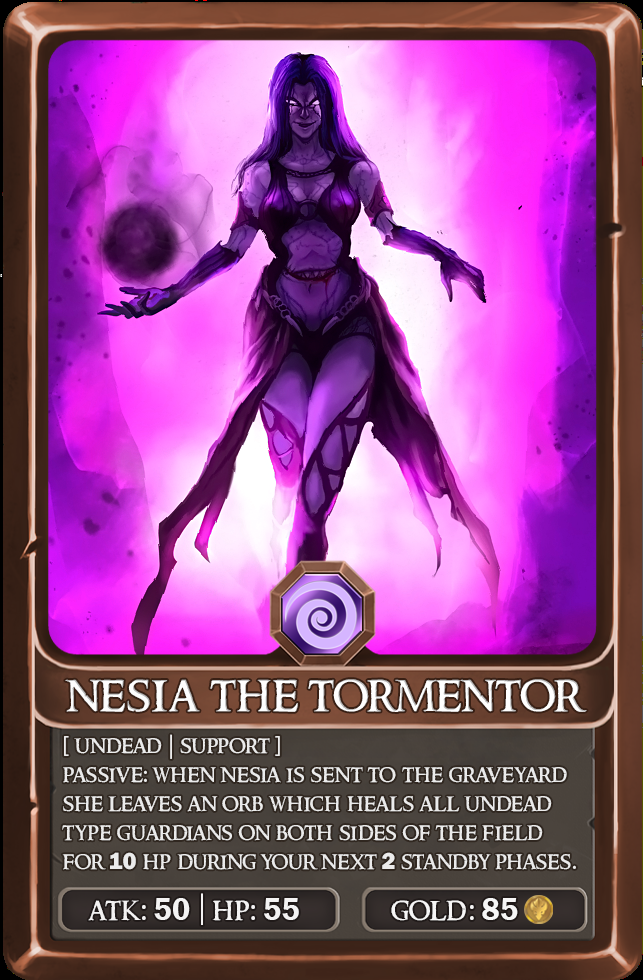 NESIA THE TORMENTOR
[ UNDEAD | SUPPORT ]
PASSIVE: WHEN NESIA IS SENT TO THE GRAVEYARD
SHE LEAVES AN ORB WHICH HEALS ALL UNDEAD
TYPE GUARDIANS ON BOTH SIDES OF THE FIELD
FOR 10 HP DURING YOUR NEXT 2 STANDBY PHASES.
ATK: 50 | HP: 55
GOLD: 85